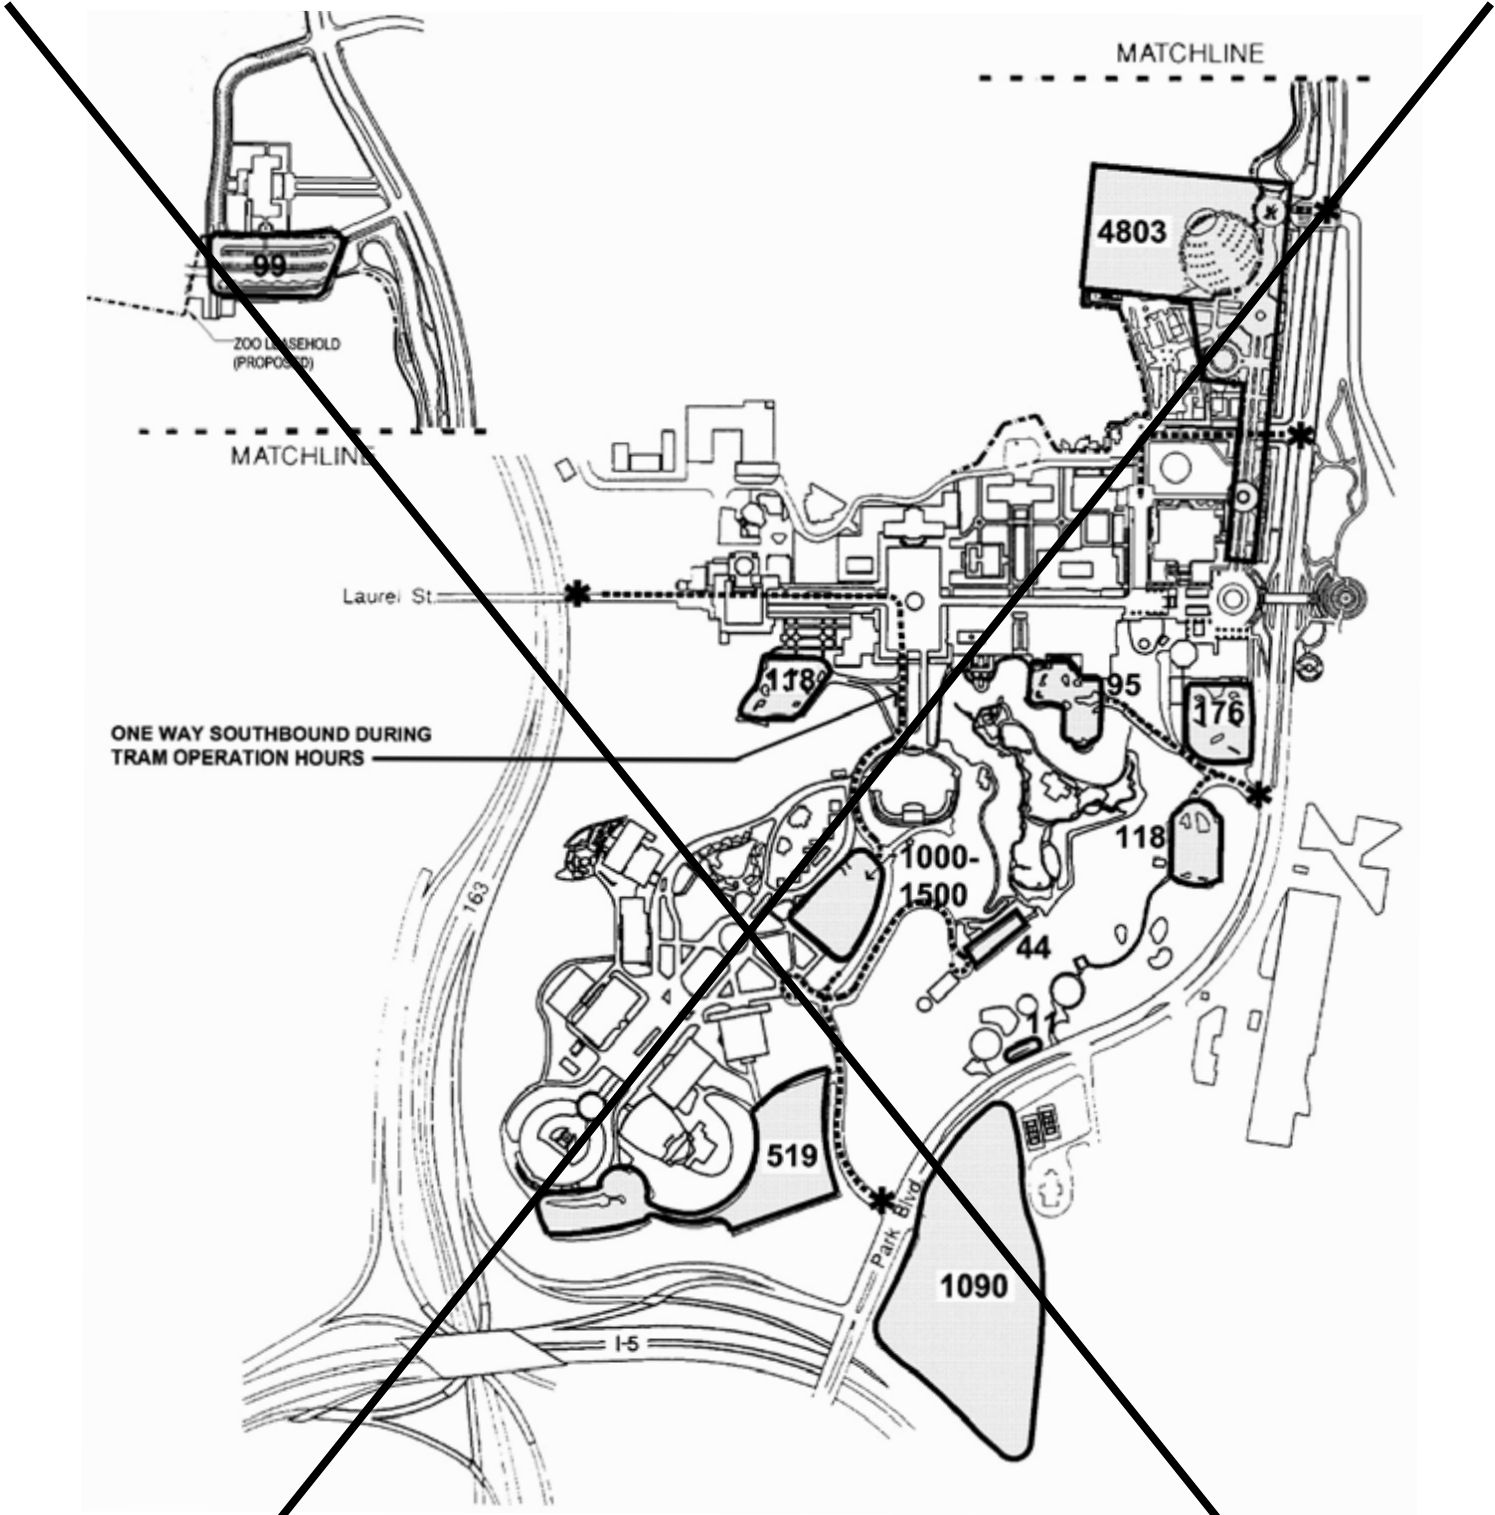 MATCHLINE
4803
99
ZOO LEASEHOLD
(PROPOSED)
MATCHLINE
Laurel St.
118
95
176
ONE WAY SOUTHBOUND DURING
TRAM OPERATION HOURS
118
1000-
1500
163
44
11
519
Park Blvd.
1090
I-5